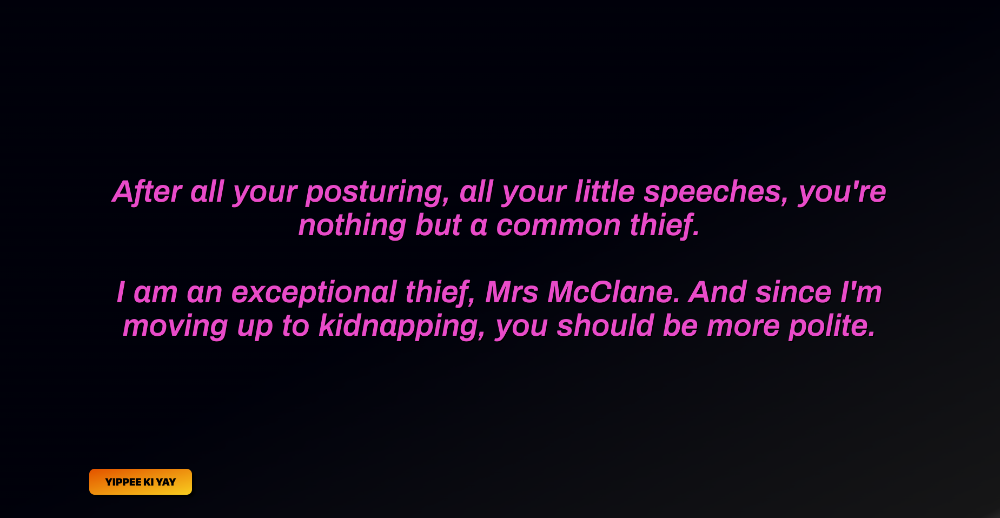 After all your posturing, all your little speeches, you're
nothing but a common thief.
I am an exceptional thief, Mrs McClane. And since I'm
moving up to kidnapping, you should be more polite.
YIPPEE KI YAY